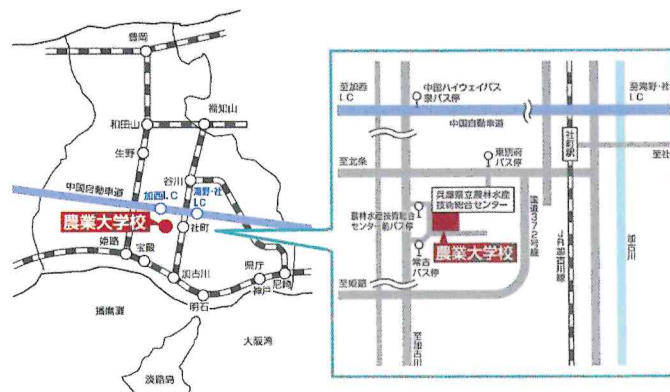 豊岡
福知山
和田山
生野
谷川
中国自動車道
加西I.C
滝野・社
I.C
農業大学校
社町
姫路
宝殿
加古川
県庁
神戸
尼崎
明石
播磨灘
大阪湾
淡路島
至加西
I.C
中国ハイウェイバス
泉バス停
至滝野・社
I.C
中国自動車道
社町駅
至北条
東別府
バス停
至社
兵庫県立農林水産
技術総合センター
農林水産技術総合
センター前バス停
国道372号線
JR加古川線
加古川
農業大学校
常吉
バス停
至姫路
至加古川